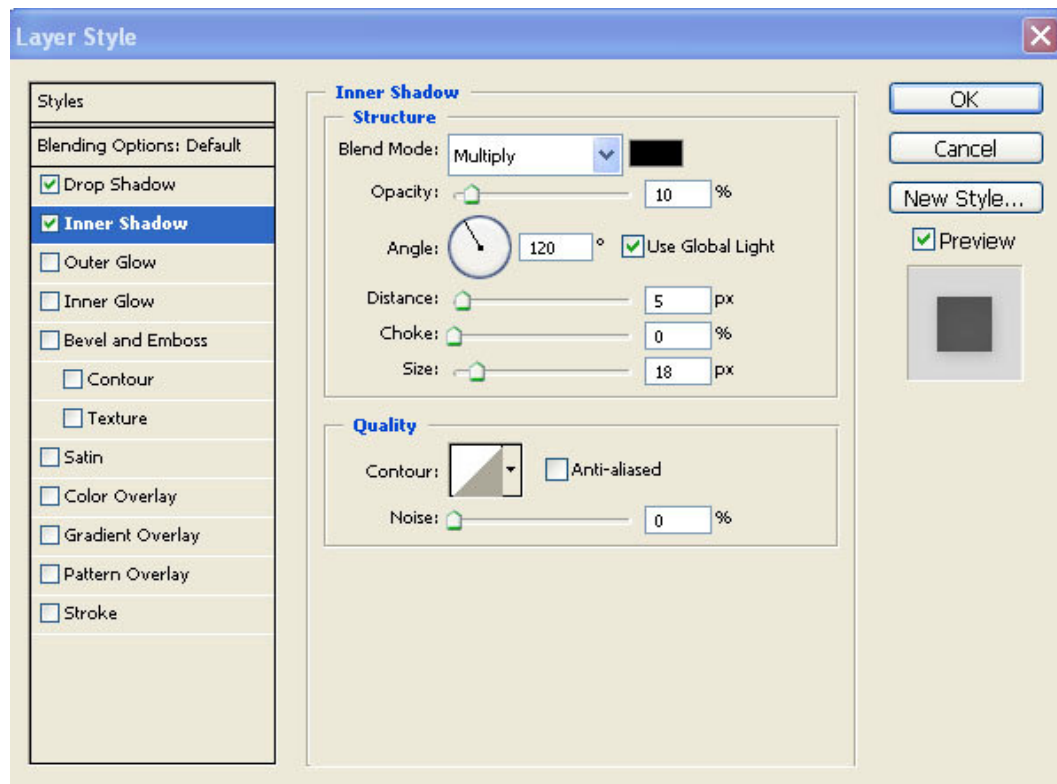 Layer Style
Styles
Blending Options: Default
Drop Shadow
Inner Shadow
Outer Glow
Inner Glow
Bevel and Emboss
Contour
Texture
Satin
Color Overlay
Gradient Overlay
Pattern Overlay
Stroke
Inner Shadow
Structure
Blend Mode: Multiply
Opacity: 10 %
Angle: 120 ° Use Global Light
Distance: 5 px
Choke: 0 %
Size: 18 px
Quality
Contour: Anti-aliased
Noise: 0 %
OK
Cancel
New Style...
Preview